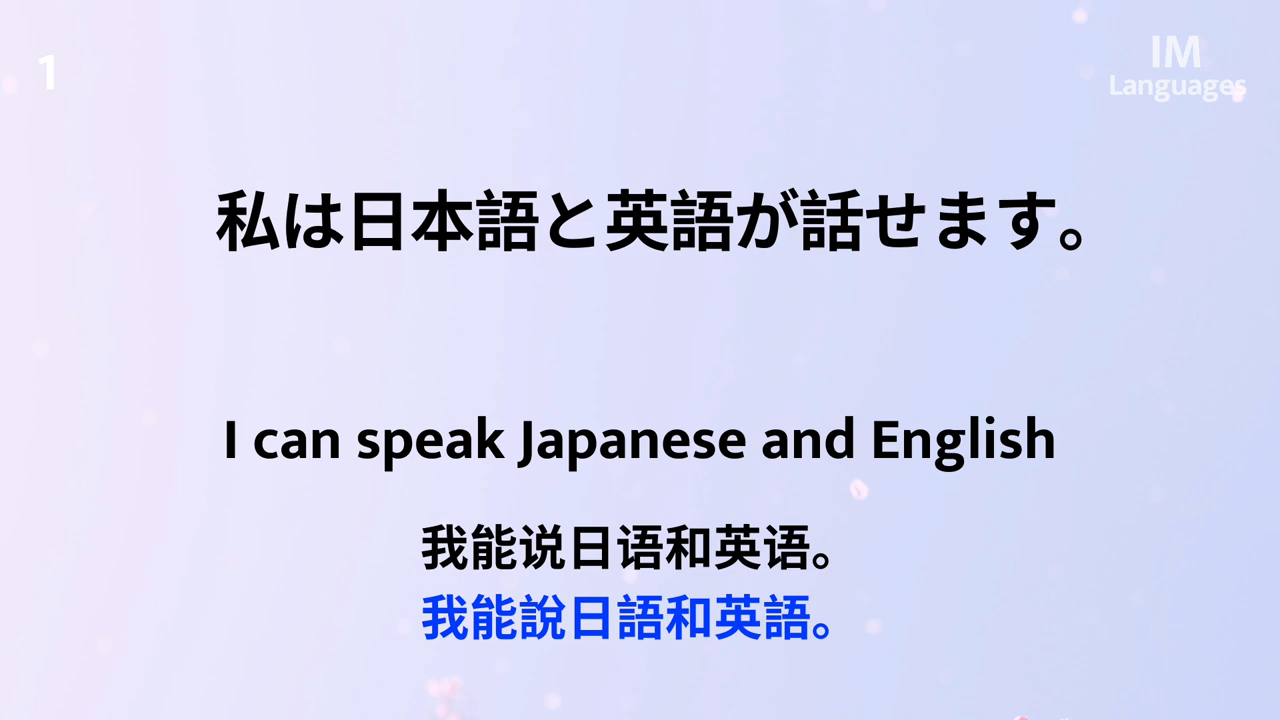 1
IM
Languages
私は日本語と英語が話せます。
I can speak Japanese and English
我能说日语和英语。
我能說日語和英語。